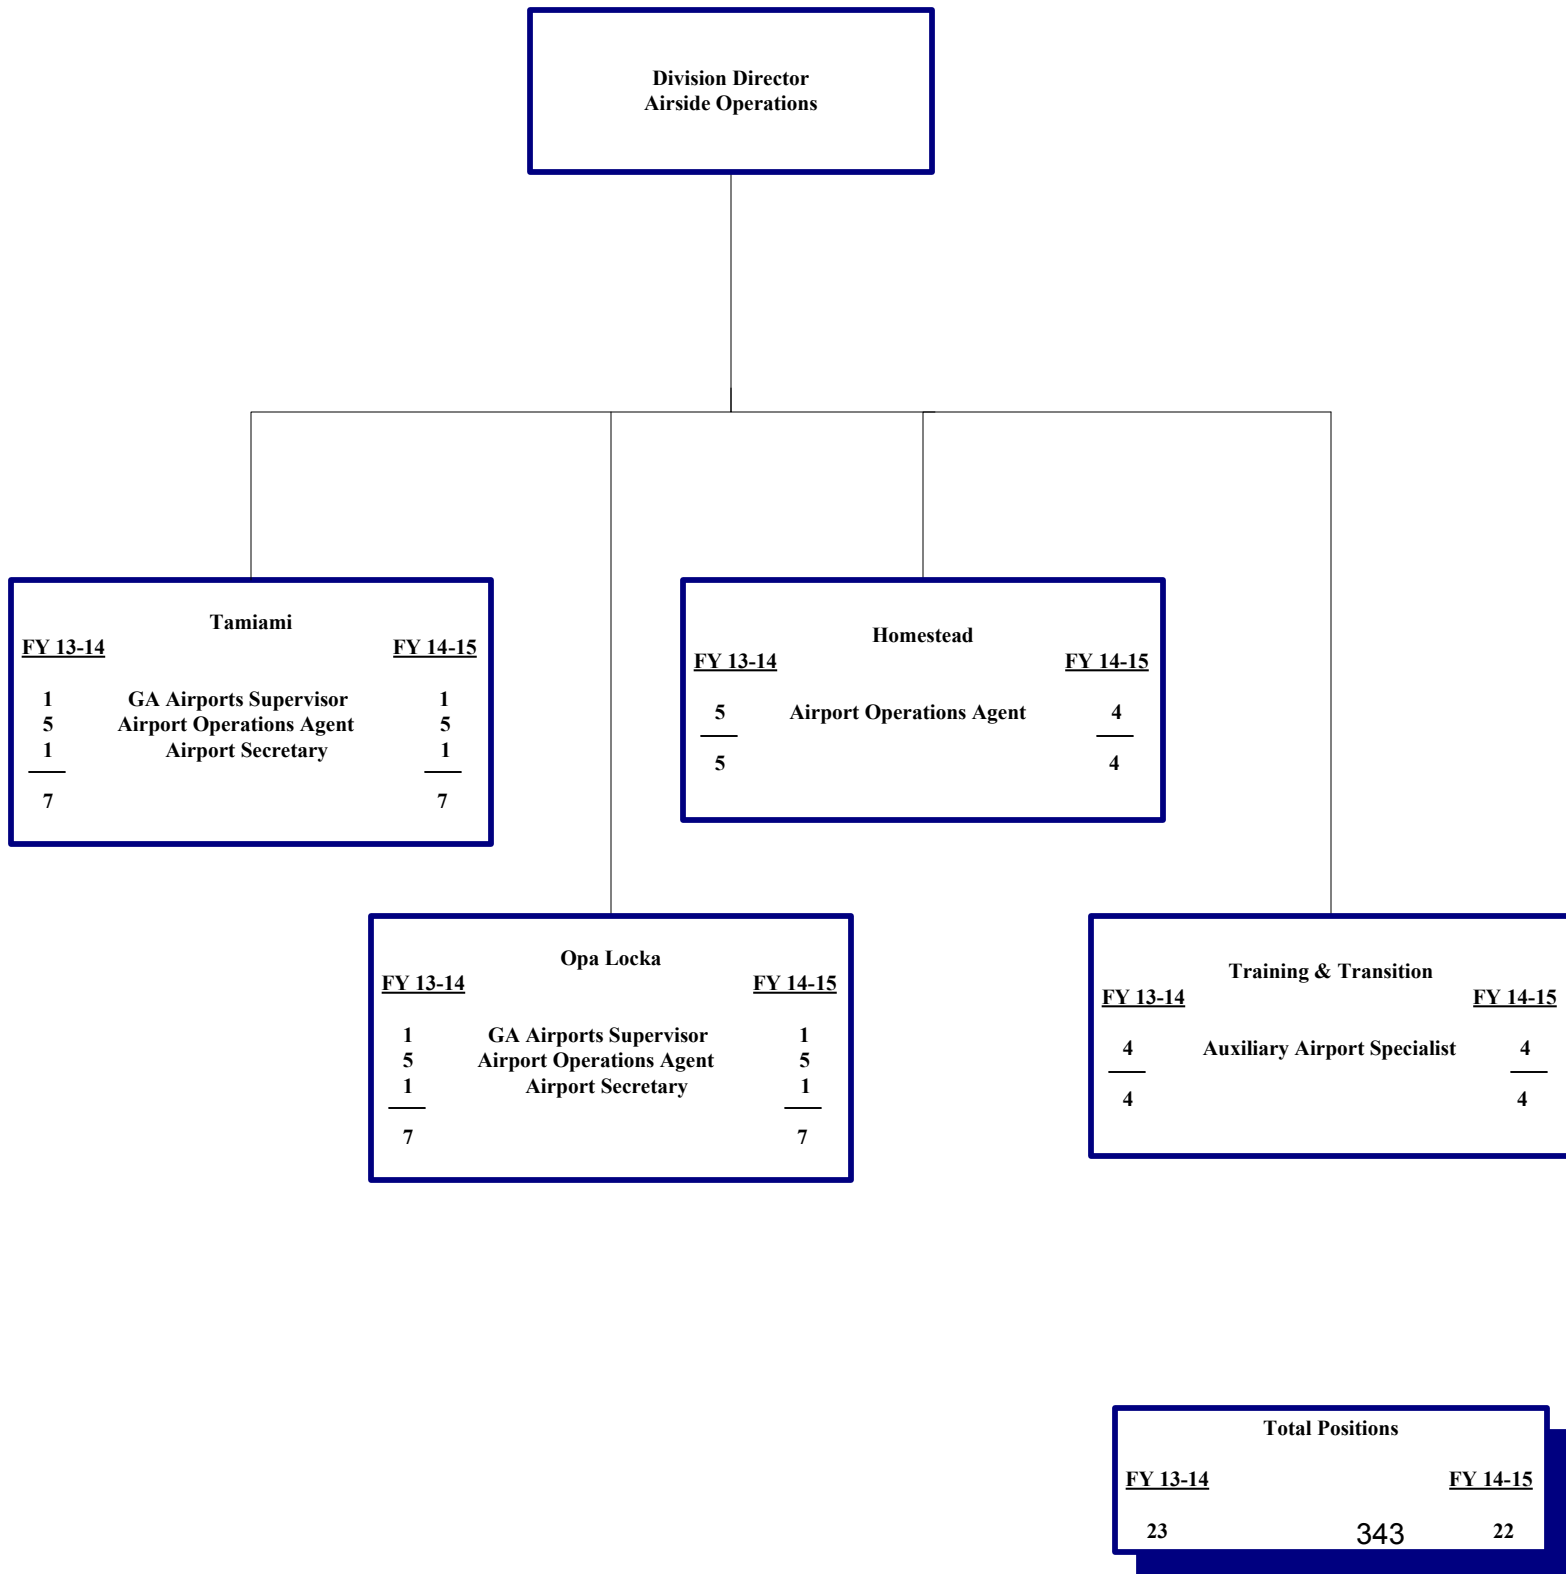 Division Director
Airside Operations
Tamiami
FY 13-14 FY 14-15
1 GA Airports Supervisor 1
5 Airport Operations Agent 5
1 Airport Secretary 1
7 7
Homestead
FY 13-14 FY 14-15
5 Airport Operations Agent 4
5 4
Opa Locka
FY 13-14 FY 14-15
1 GA Airports Supervisor 1
5 Airport Operations Agent 5
1 Airport Secretary 1
7 7
Training & Transition
FY 13-14 FY 14-15
4 Auxiliary Airport Specialist 4
4 4
Total Positions
FY 13-14 FY 14-15
23 343 22